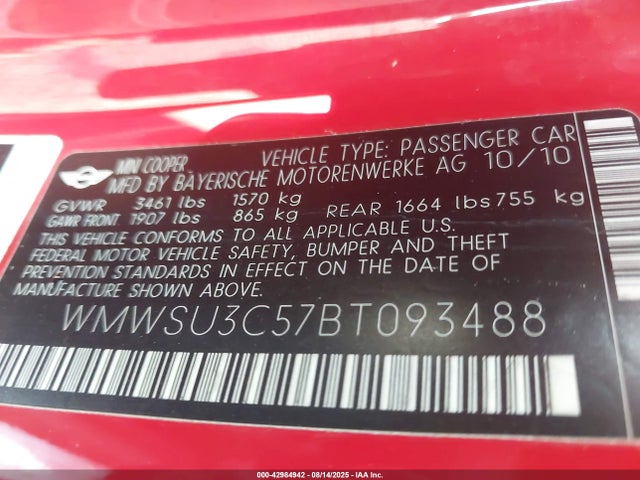 MINI COOPER VEHICLE TYPE: PASSENGER CAR
MFD BY BAYERISCHE MOTORENWERKE AG 10/10
GVWR 3461 lbs 1570 kg
GAWR FRONT 1907 lbs 865 kg REAR 1664 lbs 755 kg
THIS VEHICLE CONFORMS TO ALL APPLICABLE U.S.
FEDERAL MOTOR VEHICLE SAFETY, BUMPER AND THEFT
PREVENTION STANDARDS IN EFFECT ON THE DATE OF
MANUFACTURE SHOWN ABOVE.
WMWSU3C57BT093488
000-42984942 - 08/14/2025 - IAA Inc.